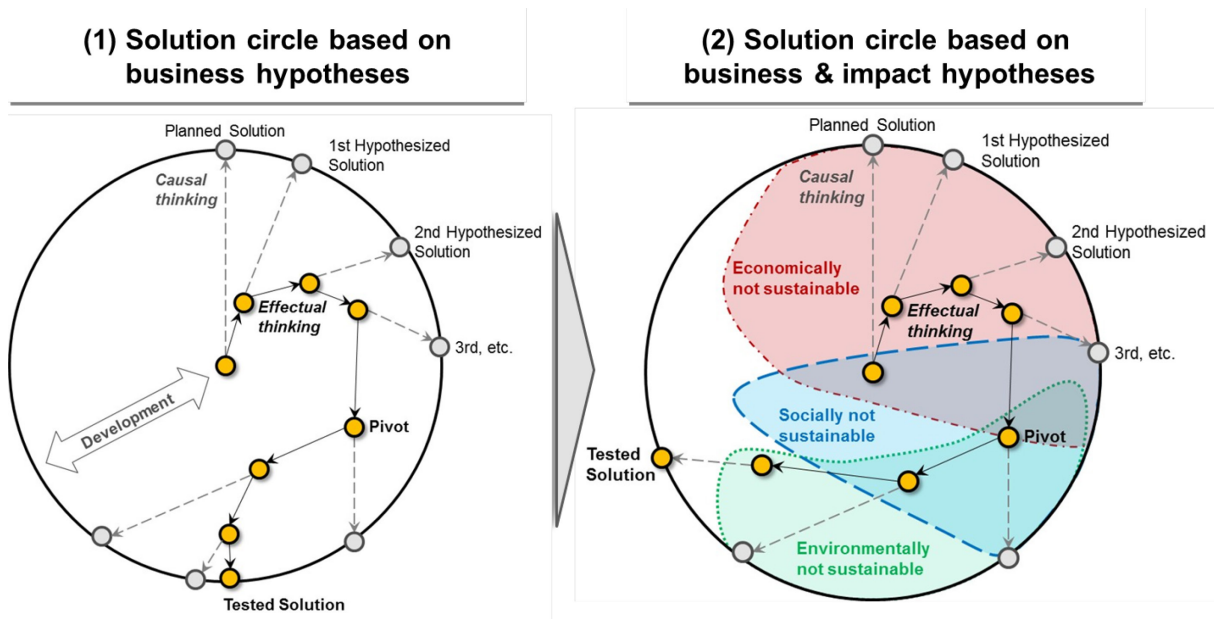 (1) Solution circle based on
business hypotheses
Planned Solution
1st Hypothesized
Solution
Causal
thinking
2nd Hypothesized
Solution
Effectual
thinking
3rd, etc.
Development
Pivot
Tested Solution
(2) Solution circle based on
business & impact hypotheses
Planned Solution
1st Hypothesized
Solution
Causal
thinking
2nd Hypothesized
Solution
Economically
not sustainable
Effectual
thinking
3rd, etc.
Socially not
sustainable
Pivot
Tested
Solution
Environmentally
not sustainable